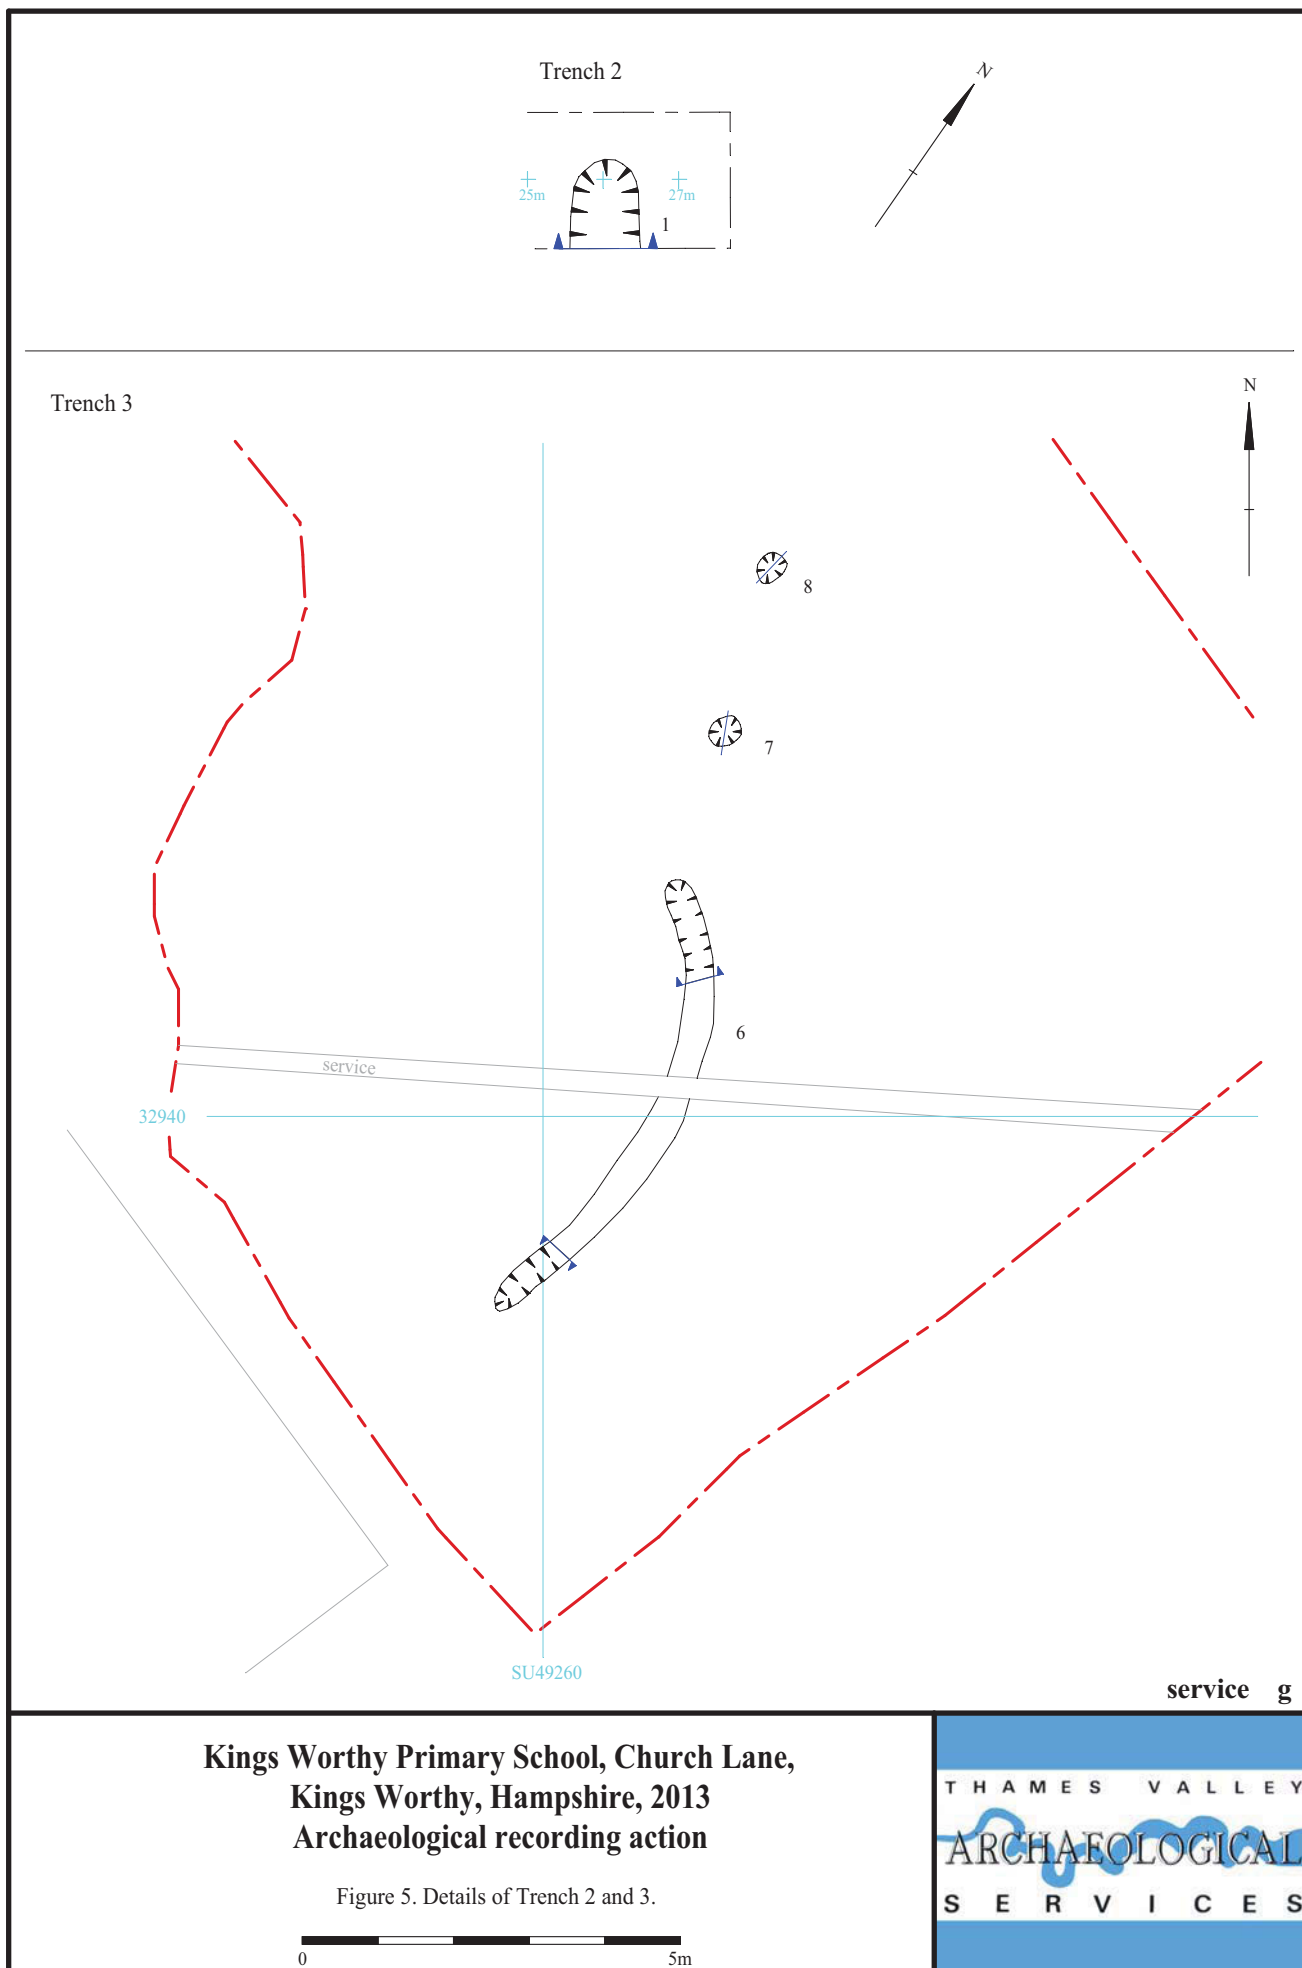 Trench 2
N
25m
27m
1
Trench 3
N
8
7
6
service
32940
SU49260
service g
Kings Worthy Primary School, Church Lane,
Kings Worthy, Hampshire, 2013
Archaeological recording action
Figure 5. Details of Trench 2 and 3.
0 5m
THAMES VALLEY
ARCHAEOLOGICAL
SERVICES